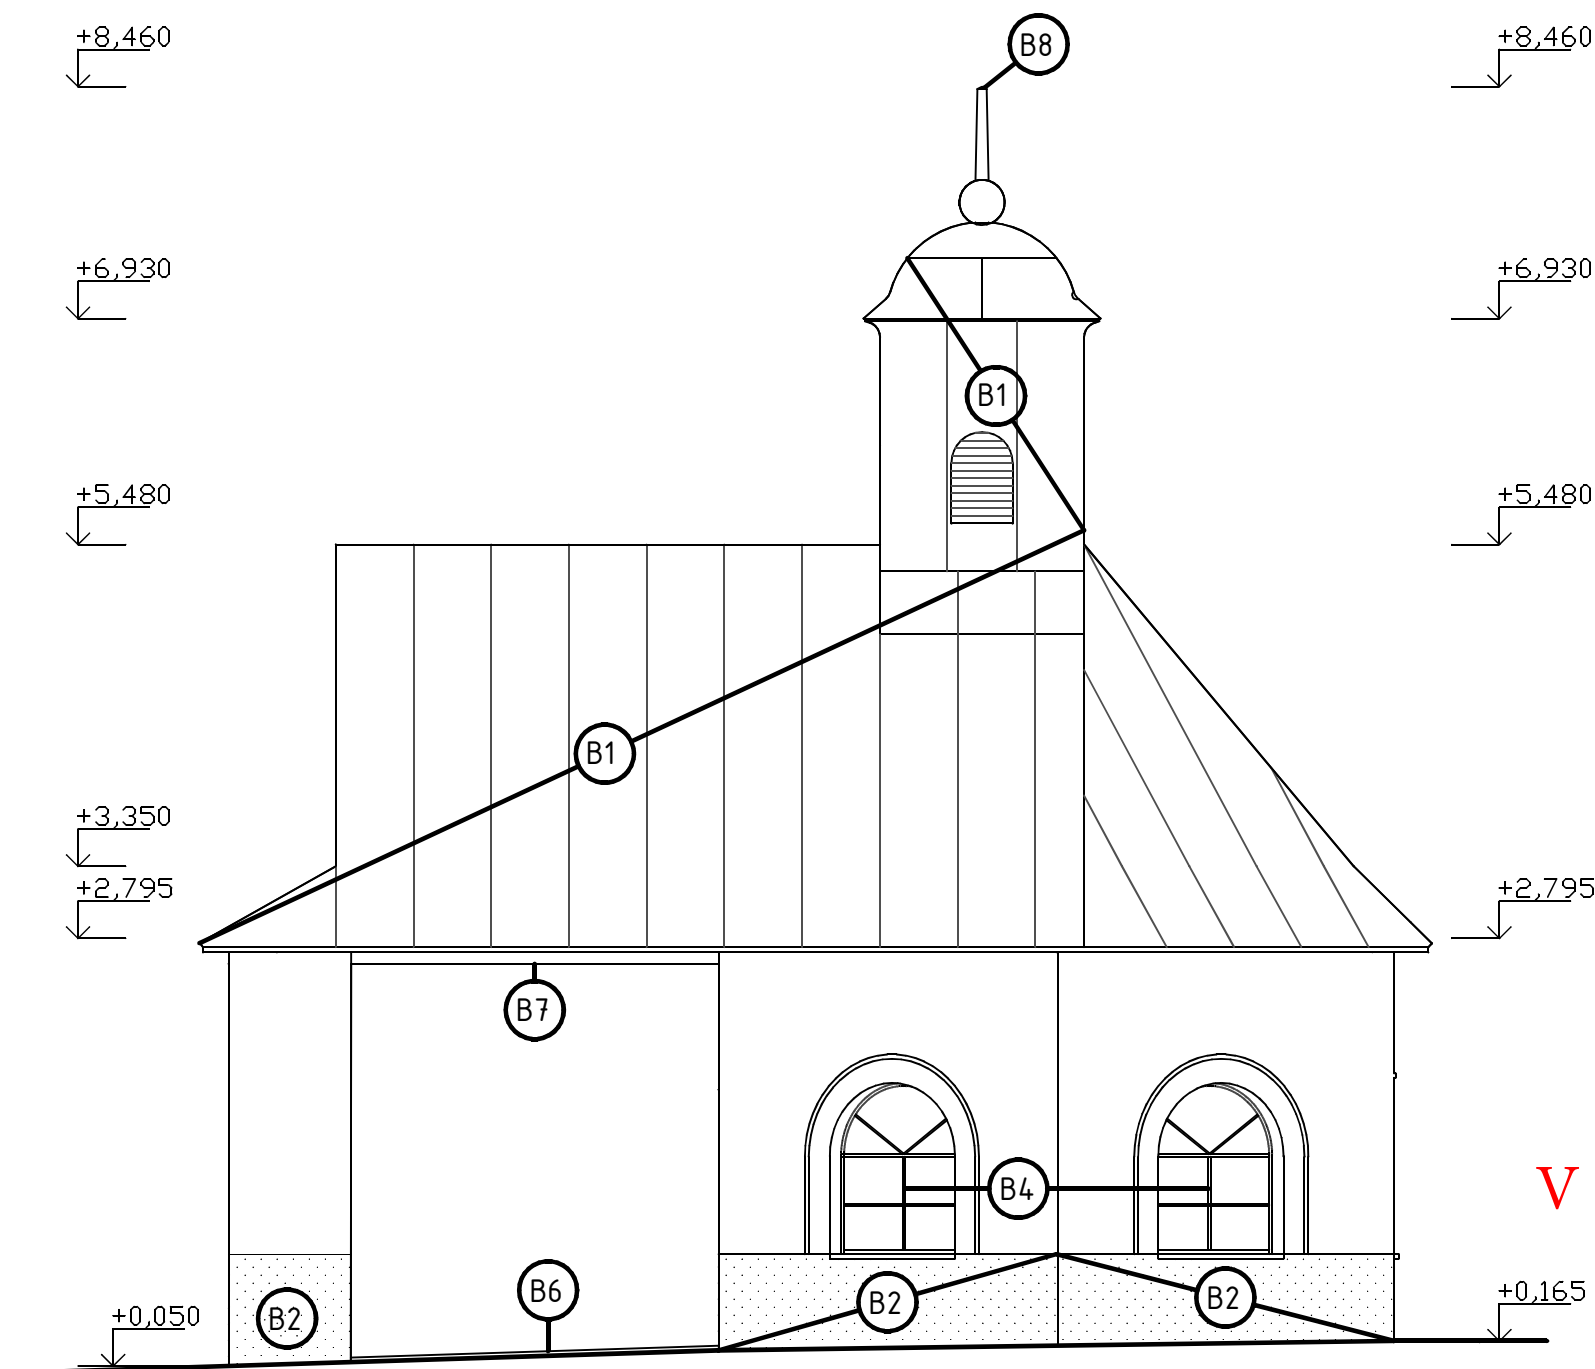 +8,460
B8
+8,460
+6,930
+6,930
B1
+5,480
+5,480
B1
+3,350
+2,795
+2,795
B7
B4
V
B6
B2
B2
B2
+0,050
+0,165